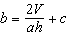 b = 2V/ah + c